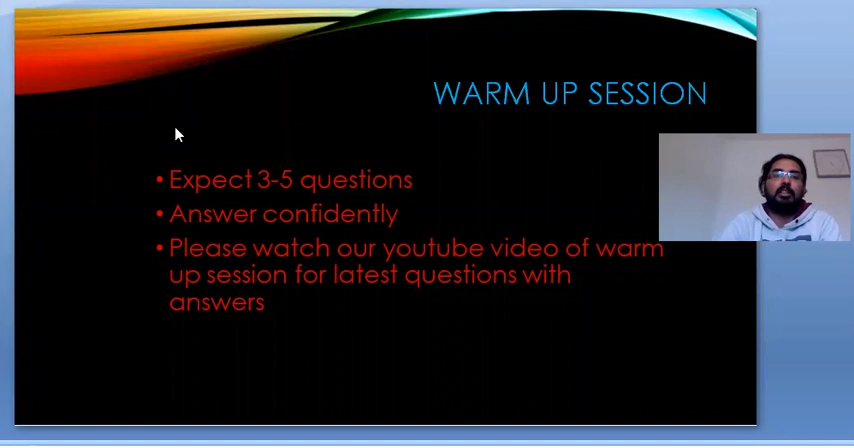 WARM UP SESSION
• Expect 3-5 questions
• Answer confidently
• Please watch our youtube video of warm
up session for latest questions with
answers